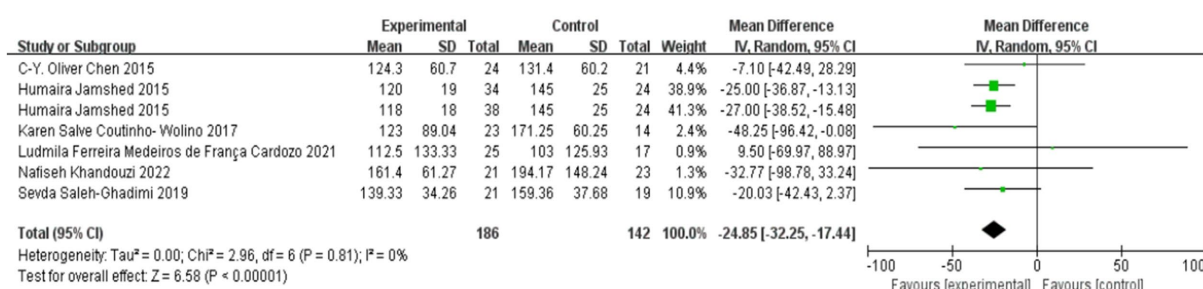 Experimental Control Mean Difference Mean Difference
Study or Subgroup Mean SD Total Mean SD Total Weight IV, Random, 95% CI IV, Random, 95% CI
C-Y. Oliver Chen 2015 124.3 60.7 24 131.4 60.2 21 4.4% -7.10 [-42.49, 28.29]
Humaira Jamshed 2015 120 19 34 145 25 24 38.9% -25.00 [-36.87, -13.13]
Humaira Jamshed 2015 118 18 38 145 25 24 41.3% -27.00 [-38.52, -15.48]
Karen Salve Coutinho- Wolino 2017 123 89.04 23 171.25 60.25 14 2.4% -48.25 [-96.42, -0.08]
Ludmila Ferreira Medeiros de França Cardozo 2021 112.5 133.33 25 103 125.93 17 0.9% 9.50 [-69.97, 88.97]
Nafiseh Khandouzi 2022 161.4 61.27 21 194.17 148.24 23 1.2% -32.77 [-98.78, 33.24]
Sevda Saleh-Ghadimi 2019 139.33 34.26 21 159.36 37.68 19 10.9% -20.03 [-42.43, 2.37]
Total (95% CI) 186 142 100.0% -24.85 [-32.25, -17.44]
Heterogeneity: Tau² = 0.00; Chi² = 2.96, df = 6 (P = 0.81); I² = 0%
Test for overall effect: Z = 6.58 (P < 0.00001)
-100 -50 0 50 100
Favours [experimental] Favours [control]